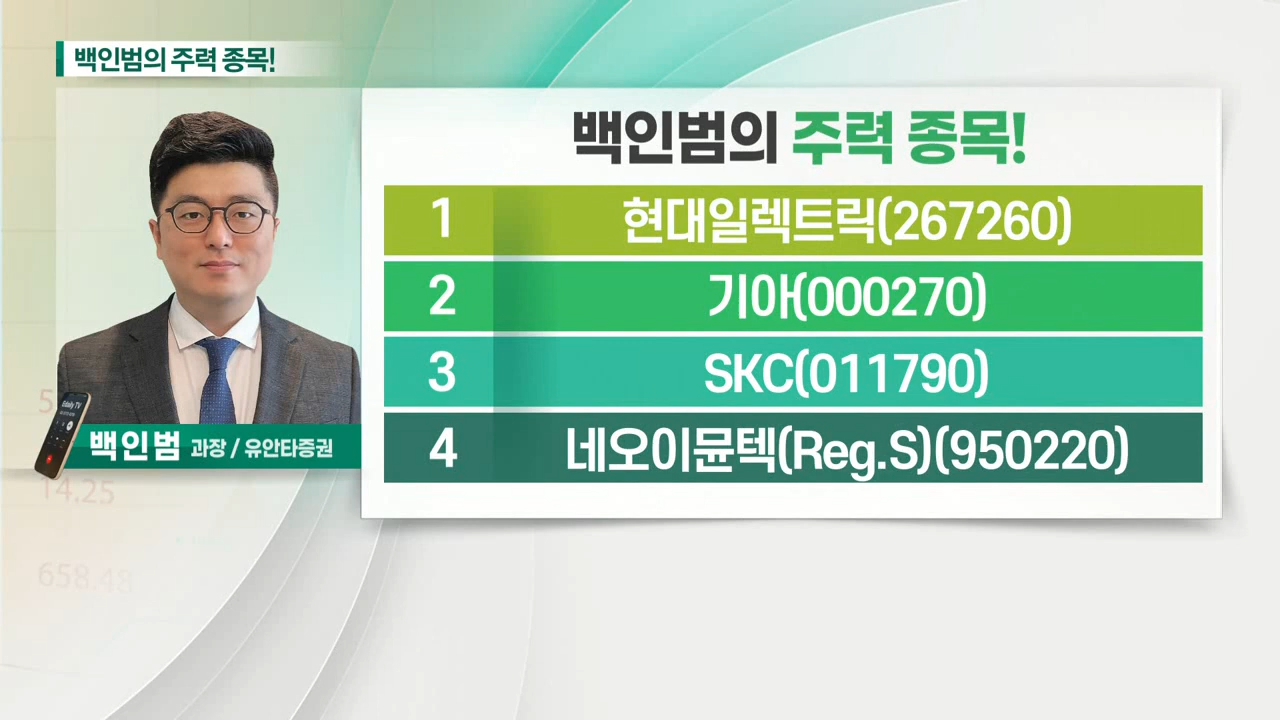 백인범의 주력 종목!
백인범의 주력 종목!
1 현대일렉트릭(267260)
2 기아(000270)
3 SKC(011790)
4 네오이뮨텍(Reg.S)(950220)
Edaily TV
백인범 과장 / 유안타증권
14.25
658.48